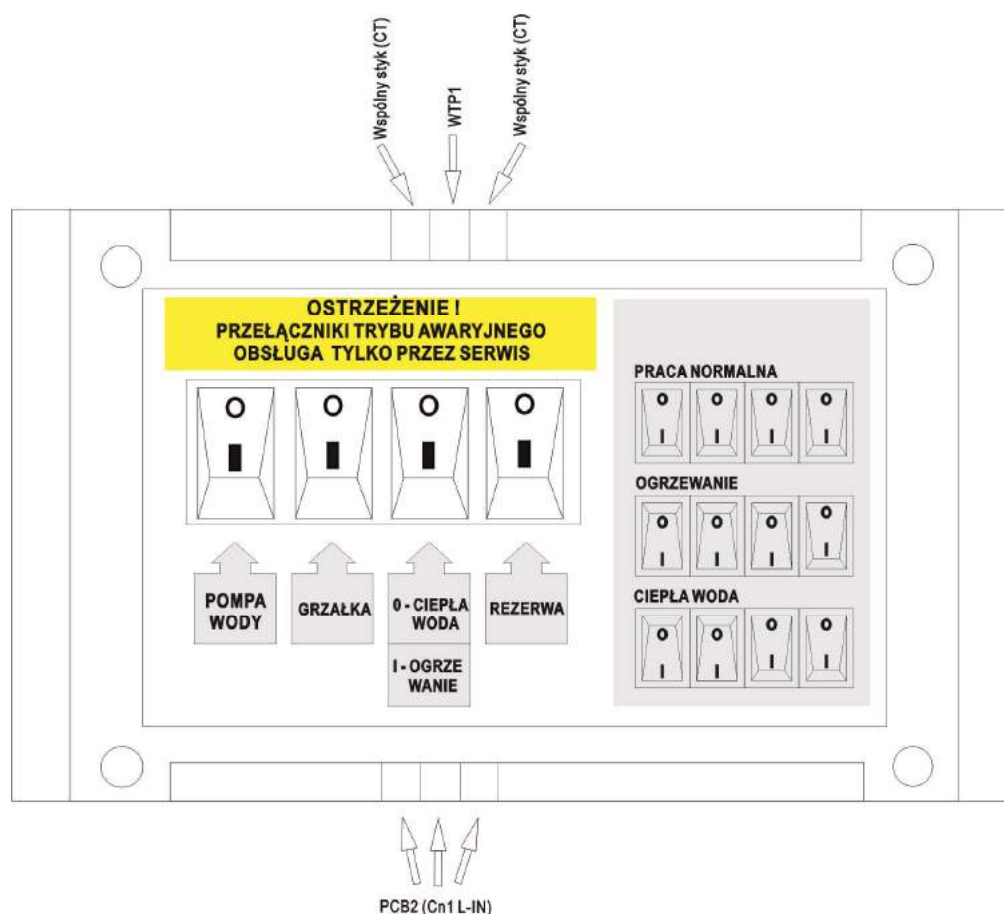 Wspólny styk (CT)
WTP1
Wspólny styk (CT)
OSTRZEŻENIE !
PRZEŁĄCZNIKI TRYBU AWARYJNEGO
OBSŁUGA TYLKO PRZEZ SERWIS
O O O O
I I I I
POMPA
WODY
GRZAŁKA
0 - CIEPŁA
WODA
I - OGRZE
WANIE
REZERWA
PRACA NORMALNA
O O O O
I I I I
OGRZEWANIE
O O O O
I I I I
CIEPŁA WODA
O O O O
I I I I
PCB2 (Cn1 L-IN)